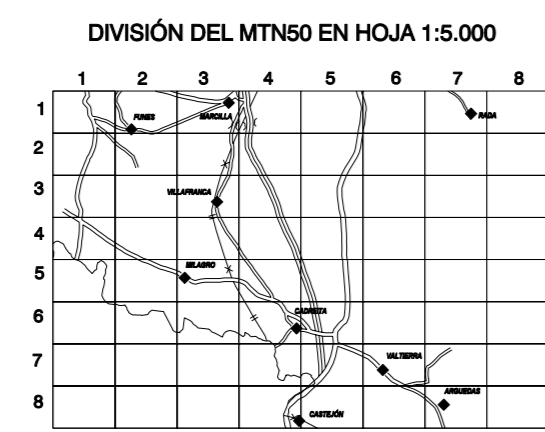 DIVISIÓN DEL MTN50 EN HOJA 1:5.000
1 2 3 4 5 6 7 8
1
FUNES
MARCILLA
RADA
2
3
VILLAFRANCA
4
5
MILAGRO
6
CADREITA
7
VALTIERRA
8
ARGUEDAS
CASTEJÓN